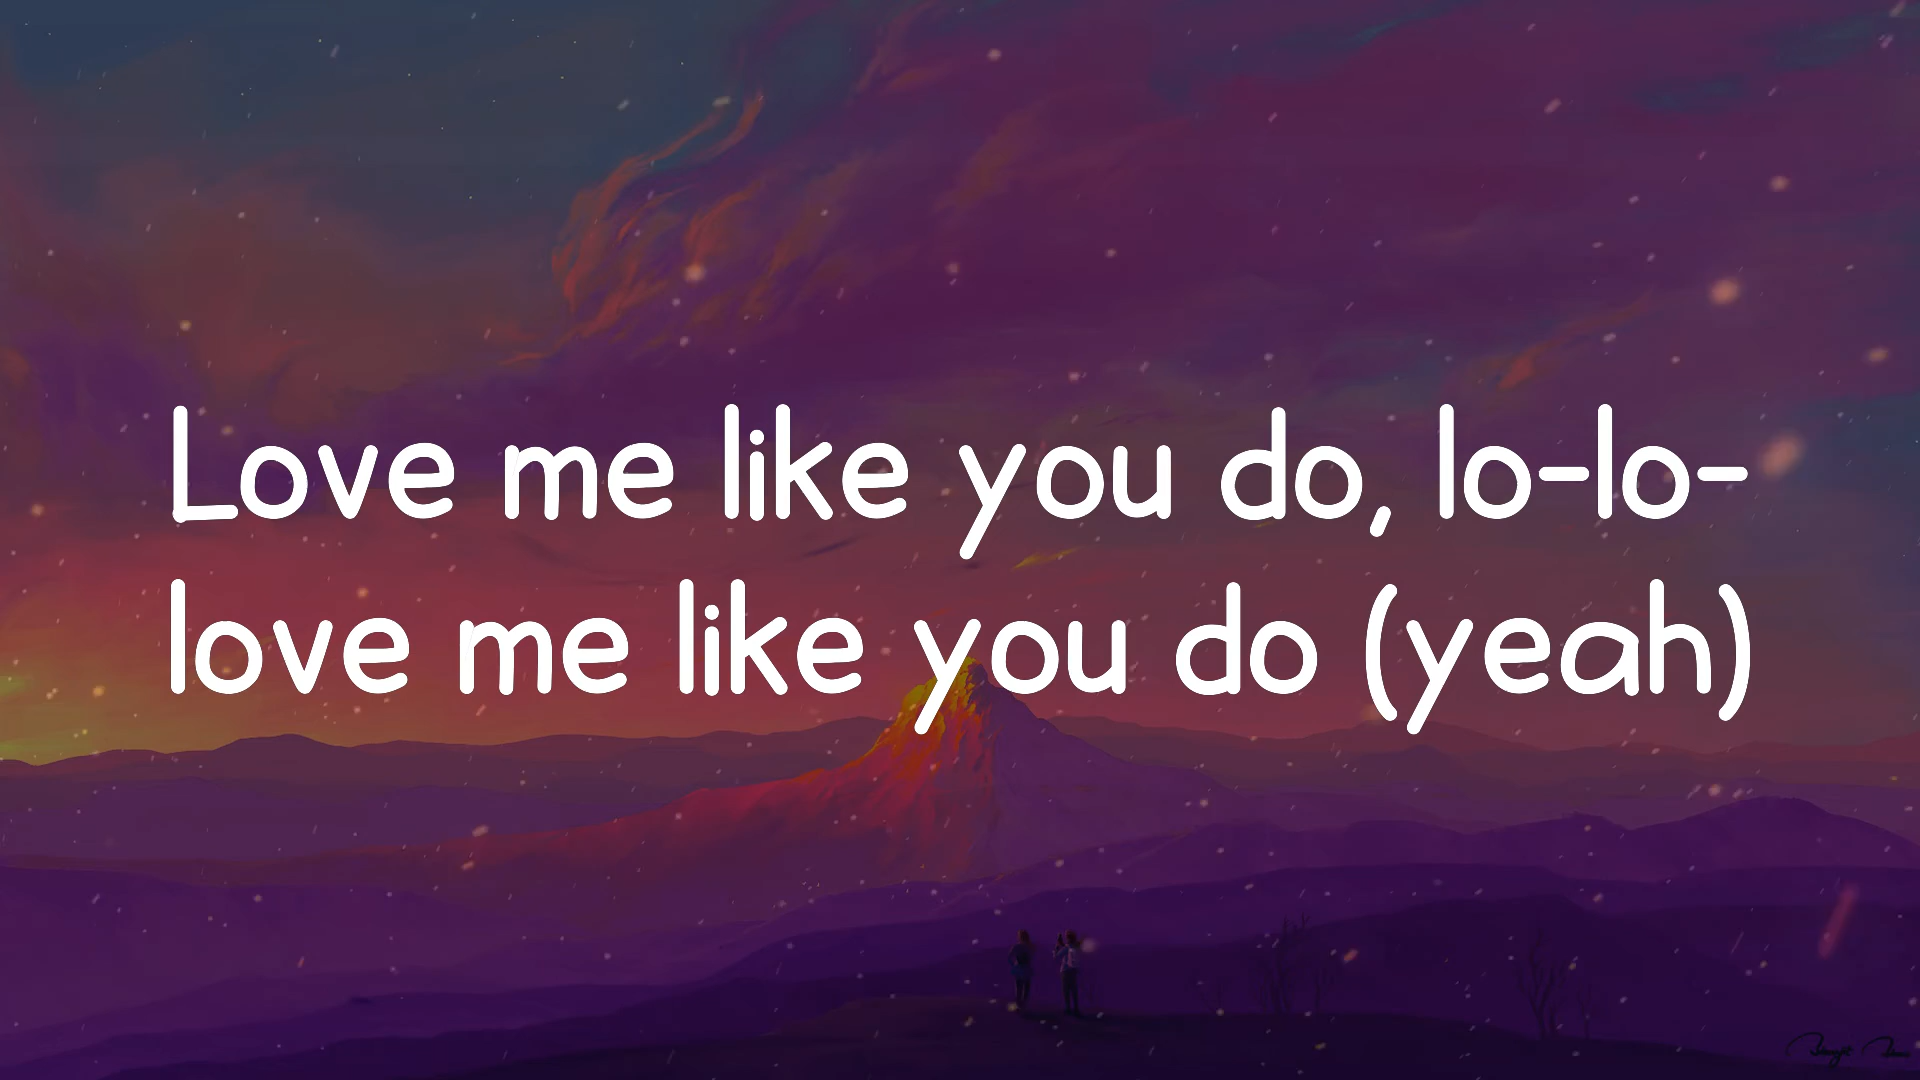 Love me like you do, lo-lo-
love me like you do (yeah)